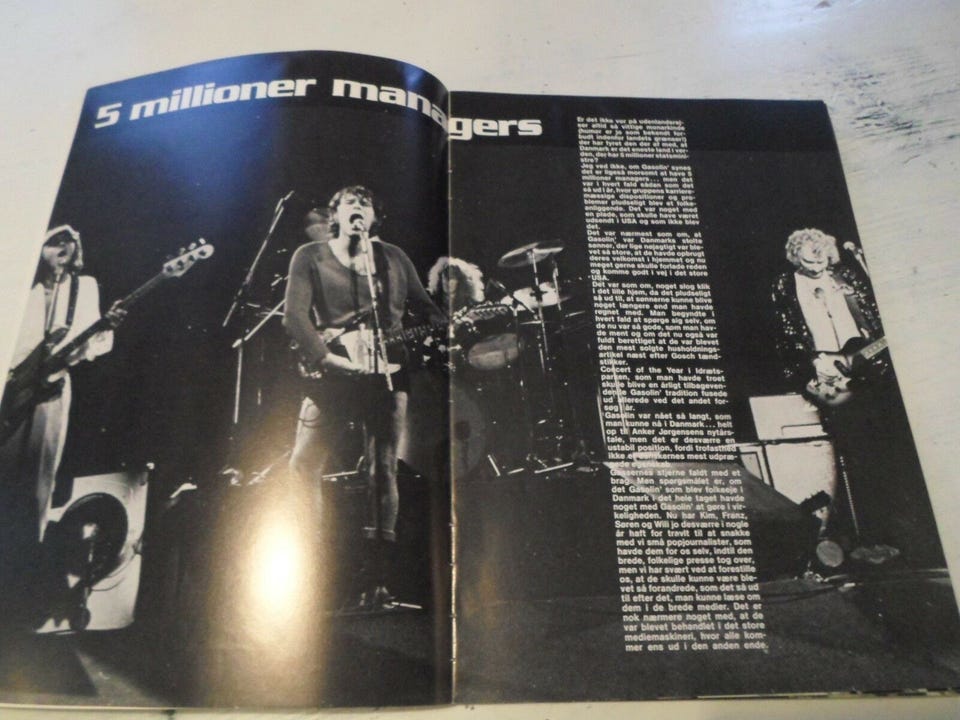 5 millioner managers
Er det ikke vor på udenlandsrej-
ser altid så vittige monarkinde
(humor er jo som bekendt for-
budt indenfor landets grænser!)
der har fyret den der af med, at
Danmark er det eneste land i ver-
den, der har 5 millioner statsmini-
stre?
Jeg ved ikke, om Gasolin' synes
det er ligeså morsomt at have 5
millioner managers... men det
var i hvert fald sådan som det
så ud i år, hvor gruppens karriere-
mæssige dispositioner og pro-
blemer pludseligt blev et folke-
anliggende. Det var noget med
en plade, som skulle have været
udsendt i USA og som ikke blev
det.
Det var nærmest som om, at
Gasolin' var Danmarks stolte
sønner, der lige nøjagtigt var ble-
vet så store, at de havde opbrugt
deres velkomst i hjemmet og nu
meget gerne skulle forlade reden
og komme godt i vej i det store
USA.
Det var som om, noget slog klik
i det lille hjem, da det pludseligt
så ud til, at sønnerne kunne blive
noget længere end man havde
regnet med. Man begyndte i
hvert fald at spørge sig selv, om
de nu var så gode, som man hav-
de ment og om det nu også var
fuldt berettiget at de var blevet
den mest solgte husholdnings-
artikel næst efter Gosch tænd-
stikker.
Concert of the Year i Idræts-
parken, som man havde troet
skulle blive en årligt tilbageven-
dende Gasolin' tradition fusede
ud allerede ved det andet for-
søg i år.
Gasolin var nået så langt, som
man kunne nå i Danmark... helt
op til Anker Jørgensens nytårs-
tale, men det er desværre en
ustabil position, fordi trofasthed
ikke er danskernes mest udpræ-
gede egenskab.
Gassernes stjerne faldt med et
brag. Men spørgsmålet er, om
det Gasolin' som blev folkeeje i
Danmark i det hele taget havde
noget med Gasolin' at gøre i vir-
keligheden. Nu har Kim, Franz,
Søren og Wili jo desværre i nogle
år haft for travlt til at snakke
med vi små popjournalister, som
havde dem for os selv, indtil den
brede, folkelige presse tog over,
men vi har svært ved at forestille
os, at de skulle kunne være ble-
vet så forandrede, som det så ud
til efter det, man kunne læse om
dem i de brede medier. Det er
nok nærmere noget med, at de
var blevet behandlet i det store
mediemaskineri, hvor alle kom-
mer ens ud i den anden ende.